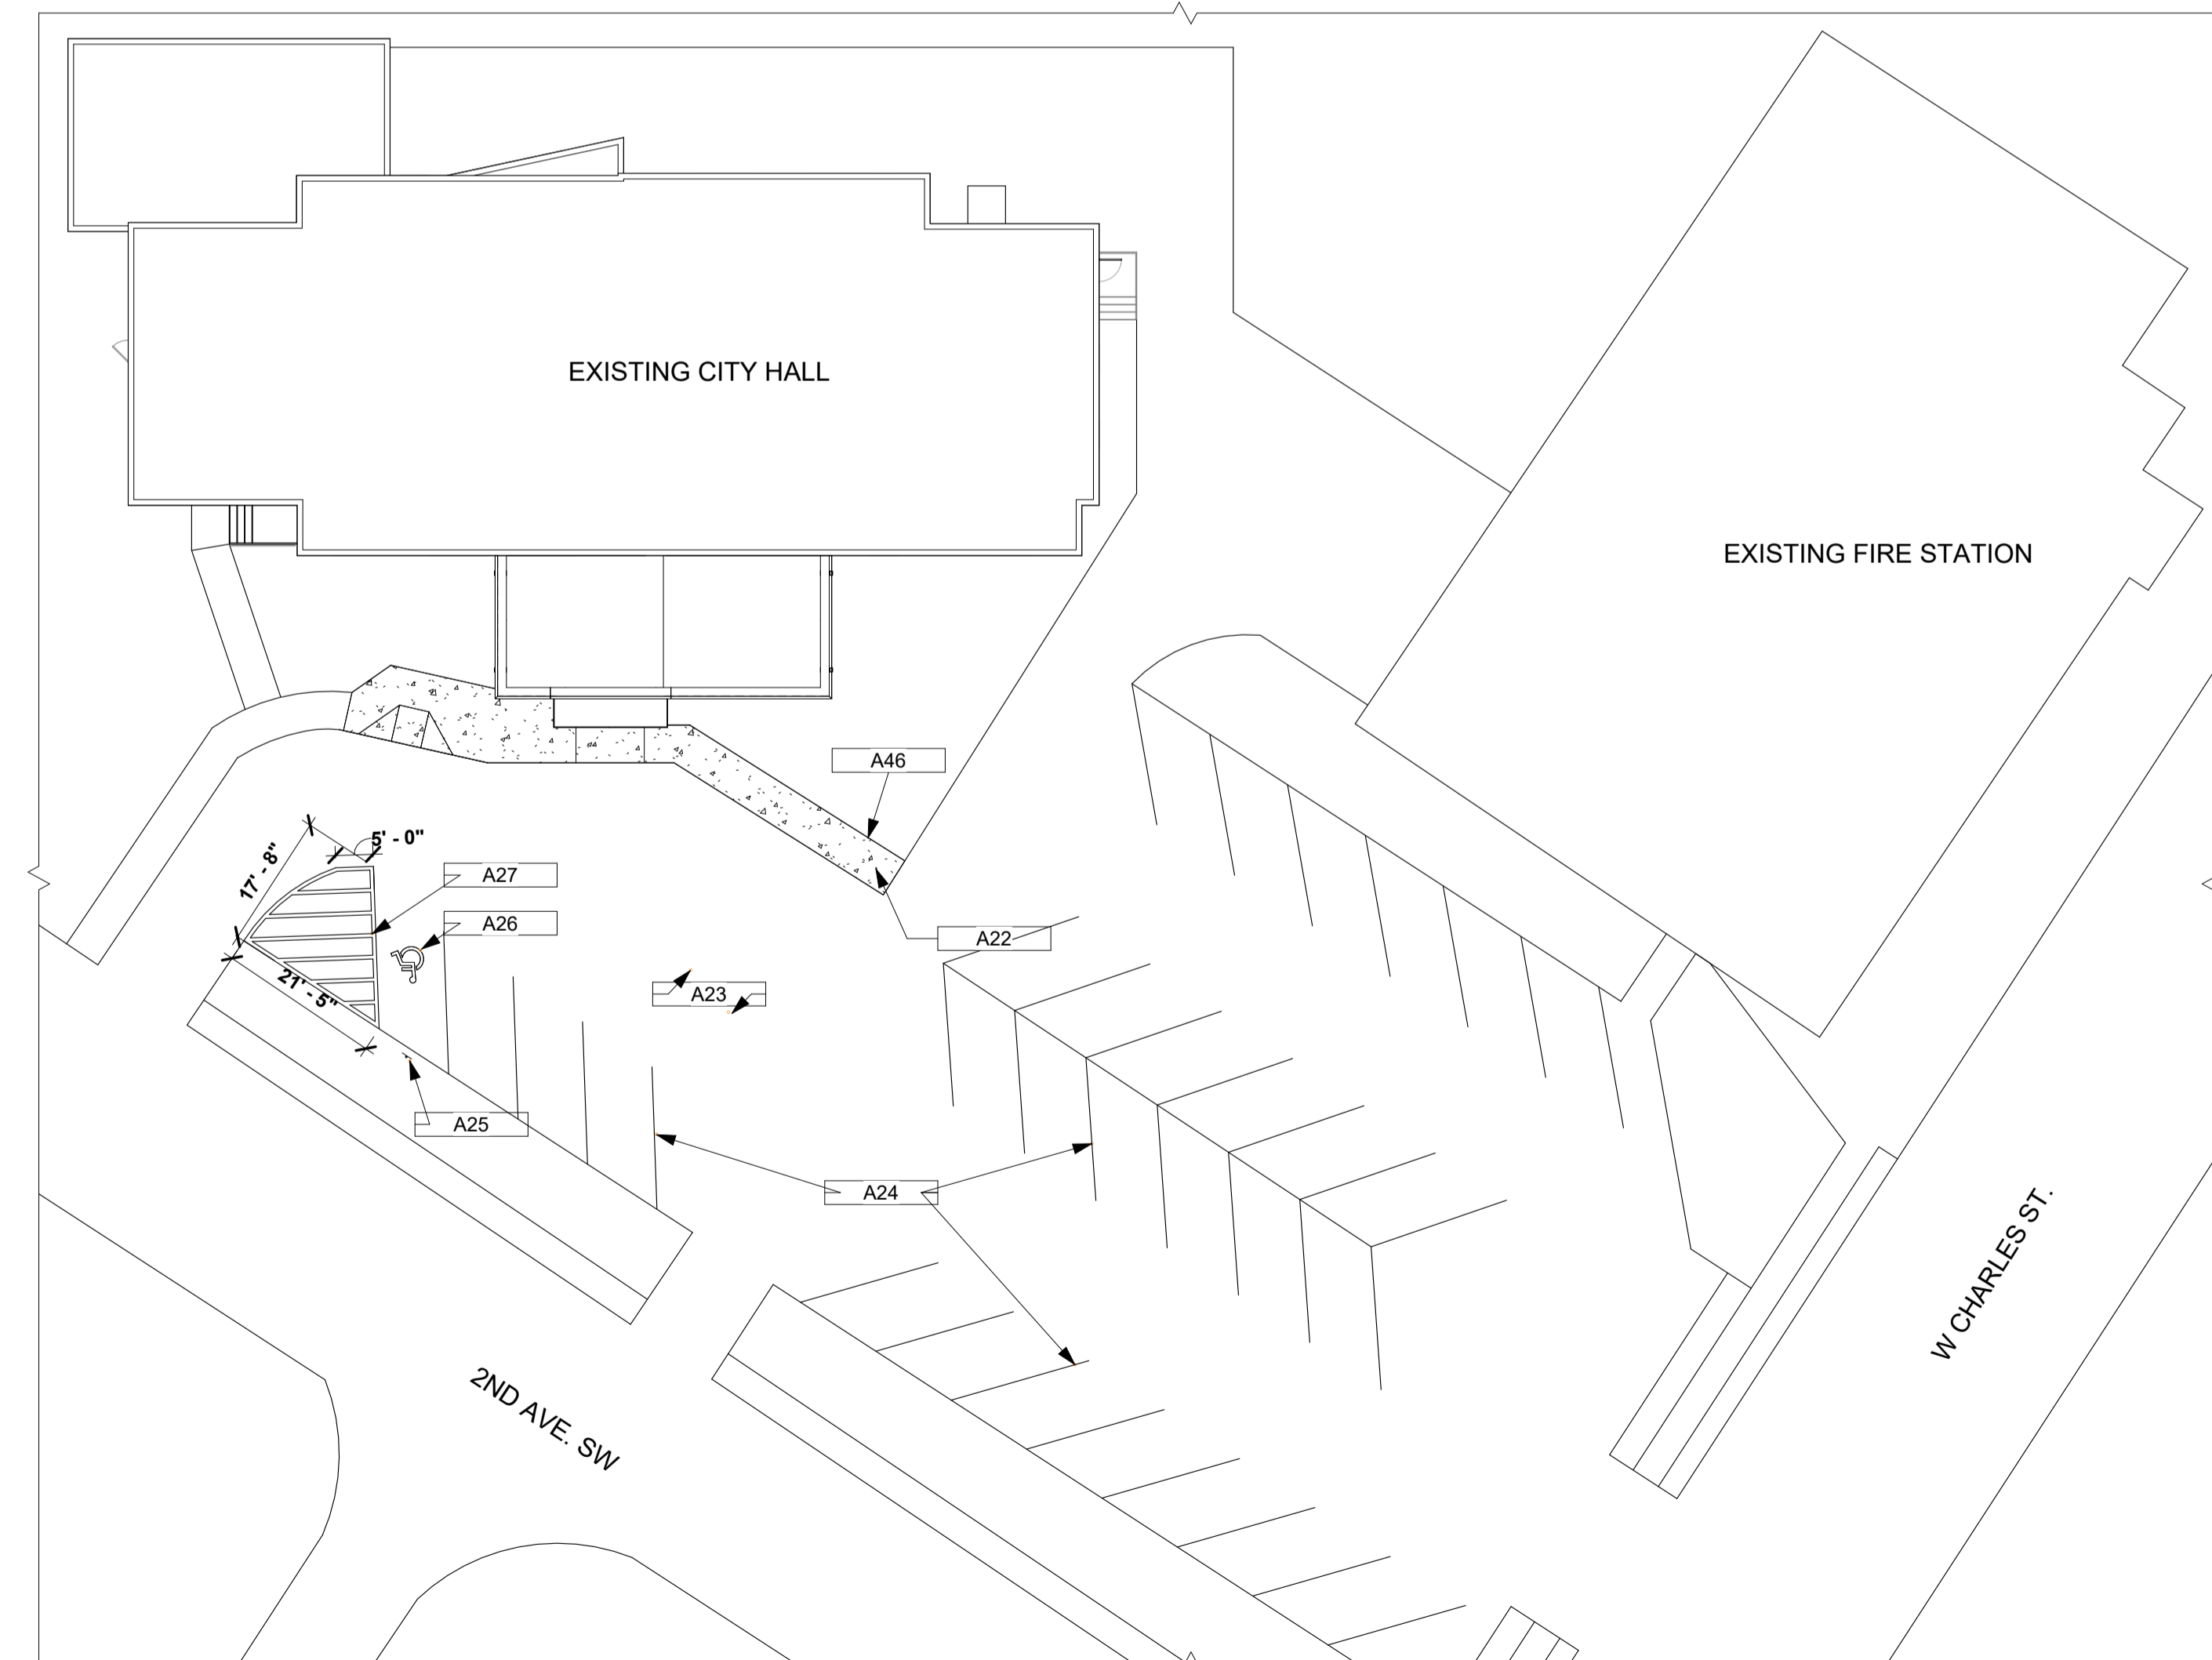 EXISTING CITY HALL
EXISTING FIRE STATION
A46
5' - 0"
17' - 8"
A27
A26
A22
21' - 5"
A23
A25
A24
W CHARLES ST.
2ND AVE. SW